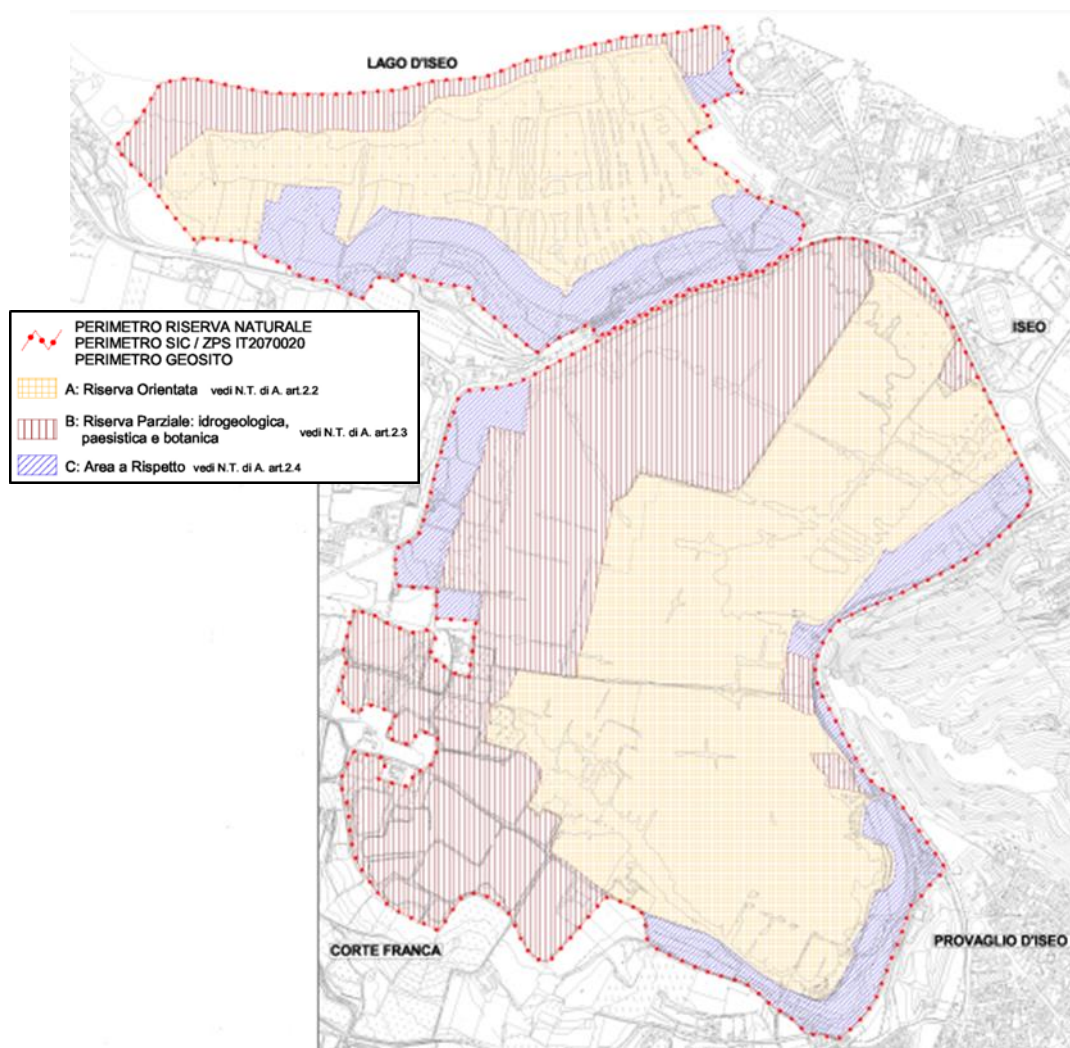 LAGO D'ISEO
PERIMETRO RISERVA NATURALE
PERIMETRO SIC / ZPS IT2070020
PERIMETRO GEOSITO
ISEO
A: Riserva Orientata vedi N.T. di A. art.2.2
B: Riserva Parziale: idrogeologica,
paesistica e botanica vedi N.T. di A. art.2.3
C: Area a Rispetto vedi N.T. di A. art.2.4
CORTE FRANCA
PROVAGLIO D'ISEO